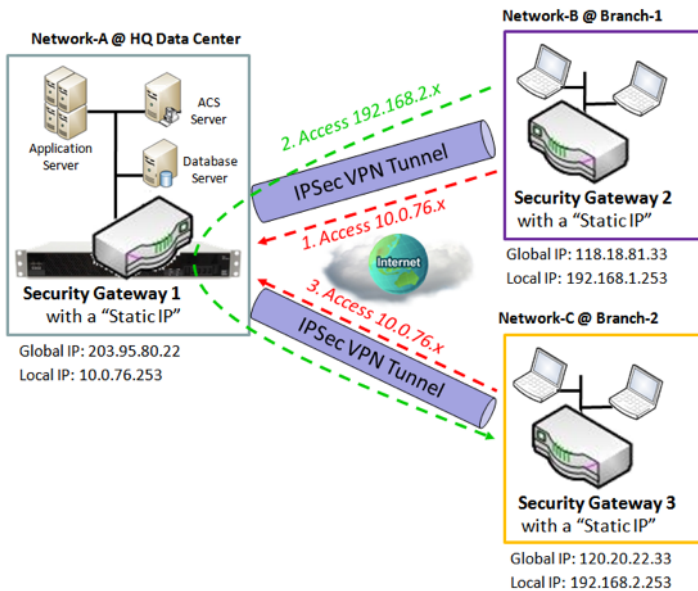 Network-A @ HQ Data Center
Application
Server
ACS
Server
Database
Server
Security Gateway 1
with a “Static IP”
Global IP: 203.95.80.22
Local IP: 10.0.76.253
2. Access 192.168.2.x
IPSec VPN Tunnel
1. Access 10.0.76.x
Internet
3. Access 10.0.76.x
IPSec VPN Tunnel
Network-B @ Branch-1
Security Gateway 2
with a “Static IP”
Global IP: 118.18.81.33
Local IP: 192.168.1.253
Network-C @ Branch-2
Security Gateway 3
with a “Static IP”
Global IP: 120.20.22.33
Local IP: 192.168.2.253